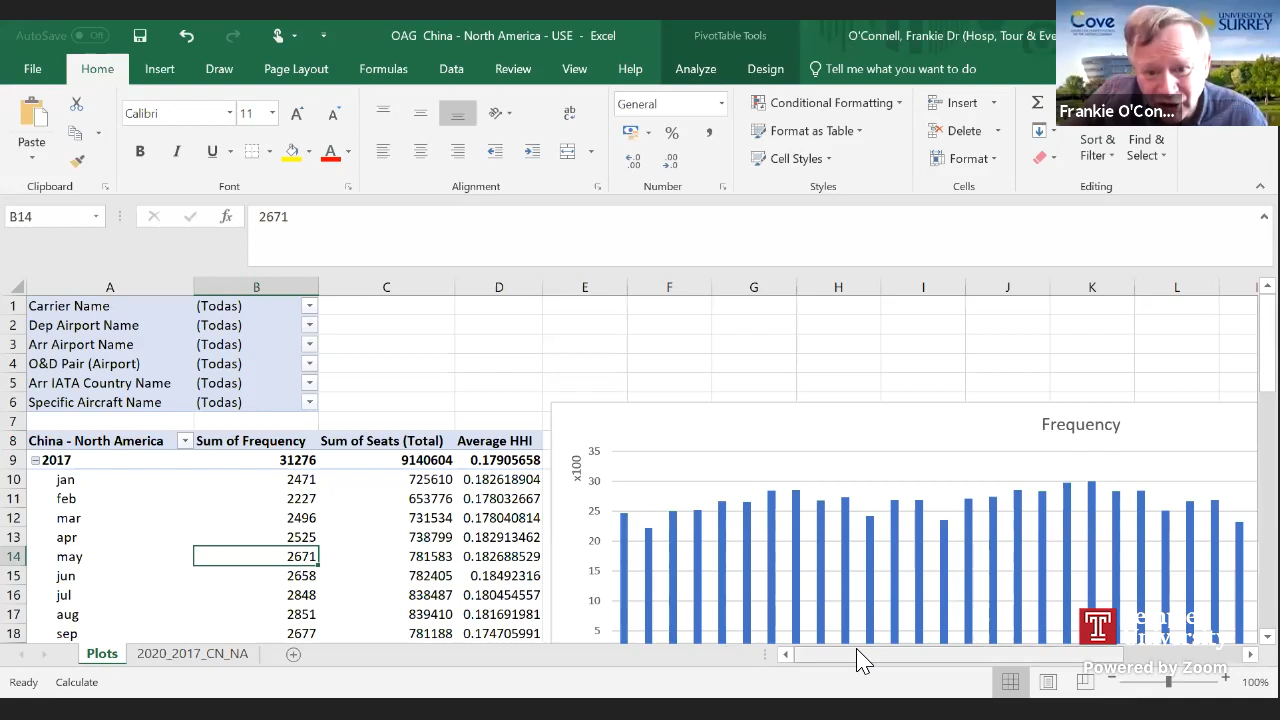 AutoSave Off
OAG China - North America - USE - Excel
PivotTable Tools
O'Connell, Frankie Dr (Hosp, Tour & Eve
Cove
UNIVERSITY OF
SURREY
Frankie O'Con...
File Home Insert Draw Page Layout Formulas Data Review View Help Analyze Design Tell me what you want to do
Calibri 11
General
Conditional Formatting
Format as Table
Cell Styles
Insert
Delete
Format
Paste
Sort &
Filter
Find &
Select
Clipboard Font Alignment Number Styles Cells Editing
B14 fx 2671
A B C D E F G H I J K L
1 Carrier Name (Todas)
2 Dep Airport Name (Todas)
3 Arr Airport Name (Todas)
4 O&D Pair (Airport) (Todas)
5 Arr IATA Country Name (Todas)
6 Specific Aircraft Name (Todas)
7
8 China - North America Sum of Frequency Sum of Seats (Total) Average HHI
9 2017 31276 9140604 0.17905658
10 jan 2471 725610 0.182618904
11 feb 2227 653776 0.178032667
12 mar 2496 731534 0.178040814
13 apr 2525 738799 0.182913462
14 may 2671 781583 0.182688529
15 jun 2658 782405 0.18492316
16 jul 2848 838487 0.180454557
17 aug 2851 839410 0.181691981
18 sep 2677 781188 0.174705991
Frequency
x100
35
30
25
20
15
10
5
Temple
University
Powered by Zoom
Plots 2020_2017_CN_NA
Ready Calculate 100%